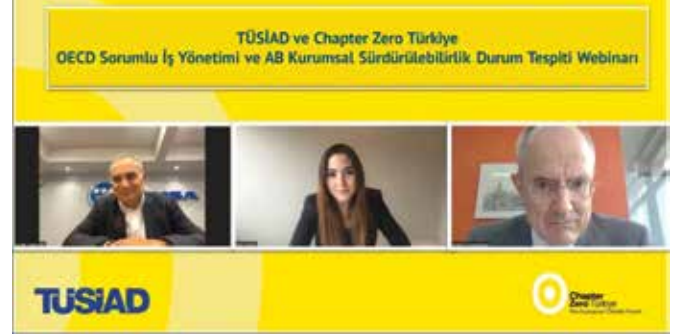 TÜSİAD ve Chapter Zero Türkiye
OECD Sorumlu İş Yönetimi ve AB Kurumsal Sürdürülebilirlik Durum Tespiti Webinarı
TÜSİAD
Chapter
Zero Türkiye